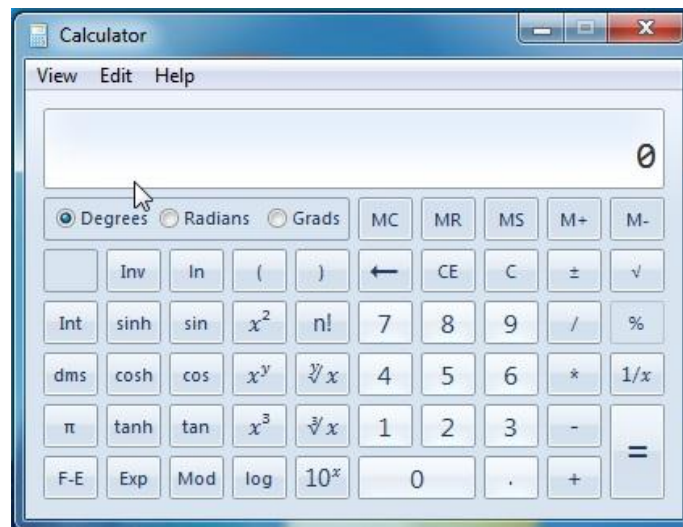 Calculator
View Edit Help
0
Degrees Radians Grads MC MR MS M+ M-
Inv ln ( ) ← CE C ± √
Int sinh sin x² n! 7 8 9 / %
dms cosh cos xʸ ʸ√x 4 5 6 * 1/x
π tanh tan x³ ³√x 1 2 3 - =
F-E Exp Mod log 10ˣ 0 . +